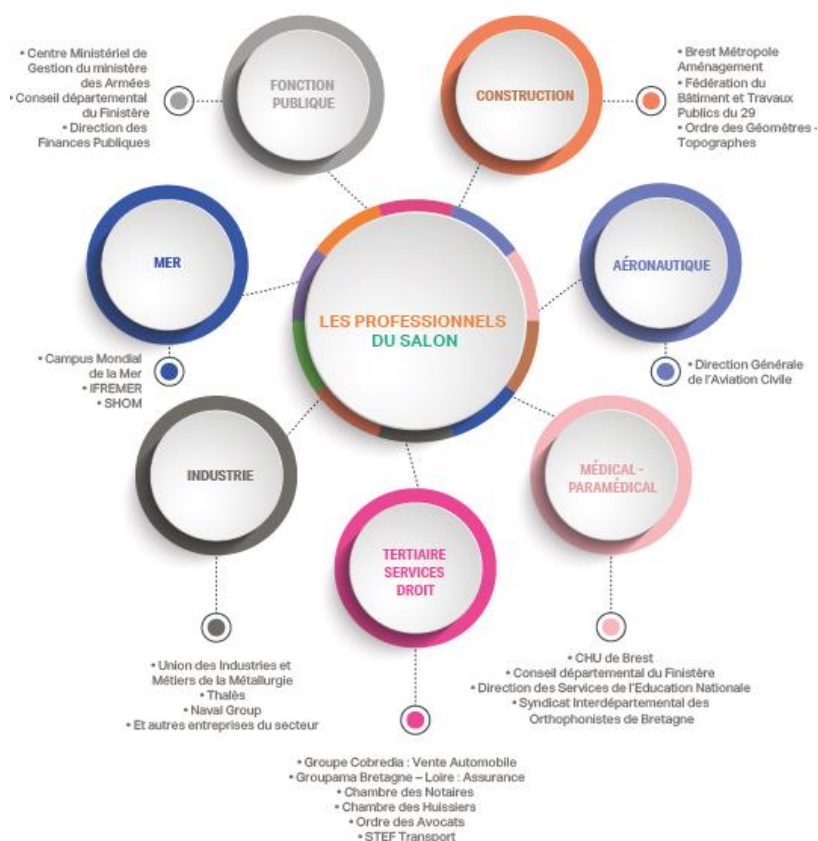 • Centre Ministériel de
Gestion du ministère
des Armées
• Conseil départemental
du Finistère
• Direction des
Finances Publiques
FONCTION
PUBLIQUE
CONSTRUCTION
• Brest Métropole
Aménagement
• Fédération du
Bâtiment et Travaux
Publics du 29
• Ordre des Géomètres -
Topographes
MER
• Campus Mondial
de la Mer
• IFREMER
• SHOM
LES PROFESSIONNELS
DU SALON
AÉRONAUTIQUE
• Direction Générale
de l'Aviation Civile
INDUSTRIE
• Union des Industries et
Métiers de la Métallurgie
• Thalès
• Naval Group
• Et autres entreprises du secteur
TERTIAIRE
SERVICES
DROIT
• Groupe Cobredia : Vente Automobile
• Groupama Bretagne – Loire : Assurance
• Chambre des Notaires
• Chambre des Huissiers
• Ordre des Avocats
• STEF Transport
MÉDICAL -
PARAMÉDICAL
• CHU de Brest
• Conseil départemental du Finistère
• Direction des Services de l'Education Nationale
• Syndicat Interdépartemental des
Orthophonistes de Bretagne